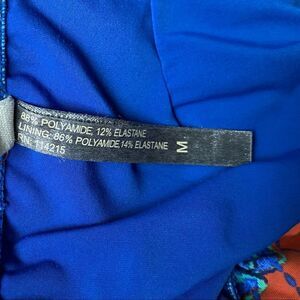 88% POLYAMIDE, 12% ELASTANE
LINING: 86% POLYAMIDE,14% ELASTANE
RN: 114215
M